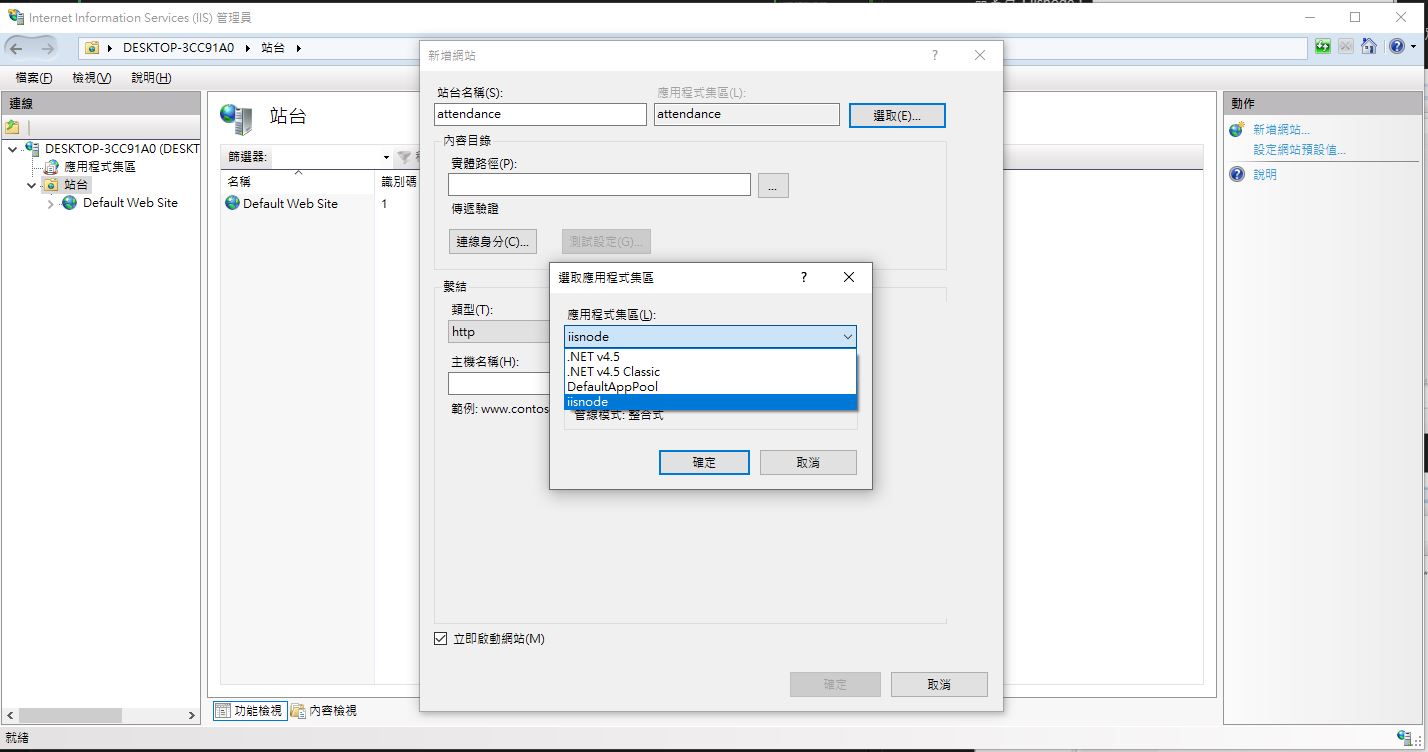 Internet Information Services (IIS) 管理員
DESKTOP-3CC91A0 站台
檔案(F) 檢視(V) 說明(H)
連線
DESKTOP-3CC91A0 (DESKT
應用程式集區
站台
Default Web Site
站台
篩選器:
名稱 識別碼
Default Web Site 1
功能檢視 內容檢視
新增網站
?
站台名稱(S): 應用程式集區(L):
attendance attendance 選取(E)...
內容目錄
實體路徑(P):
...
傳遞驗證
連線身分(C)... 測試設定(G)...
繫結
類型(T):
http
主機名稱(H):
範例: www.contos
立即啟動網站(M)
確定 取消
選取應用程式集區 ?
應用程式集區(L):
iisnode
.NET v4.5
.NET v4.5 Classic
DefaultAppPool
iisnode
管線模式: 整合式
確定 取消
動作
新增網站...
設定網站預設值...
說明
就緒